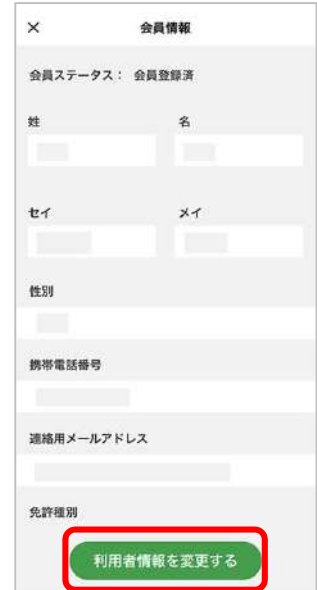 × 会員情報
会員ステータス： 会員登録済
姓 名
セイ メイ
性別
携帯電話番号
連絡用メールアドレス
免許種別
利用者情報を変更する